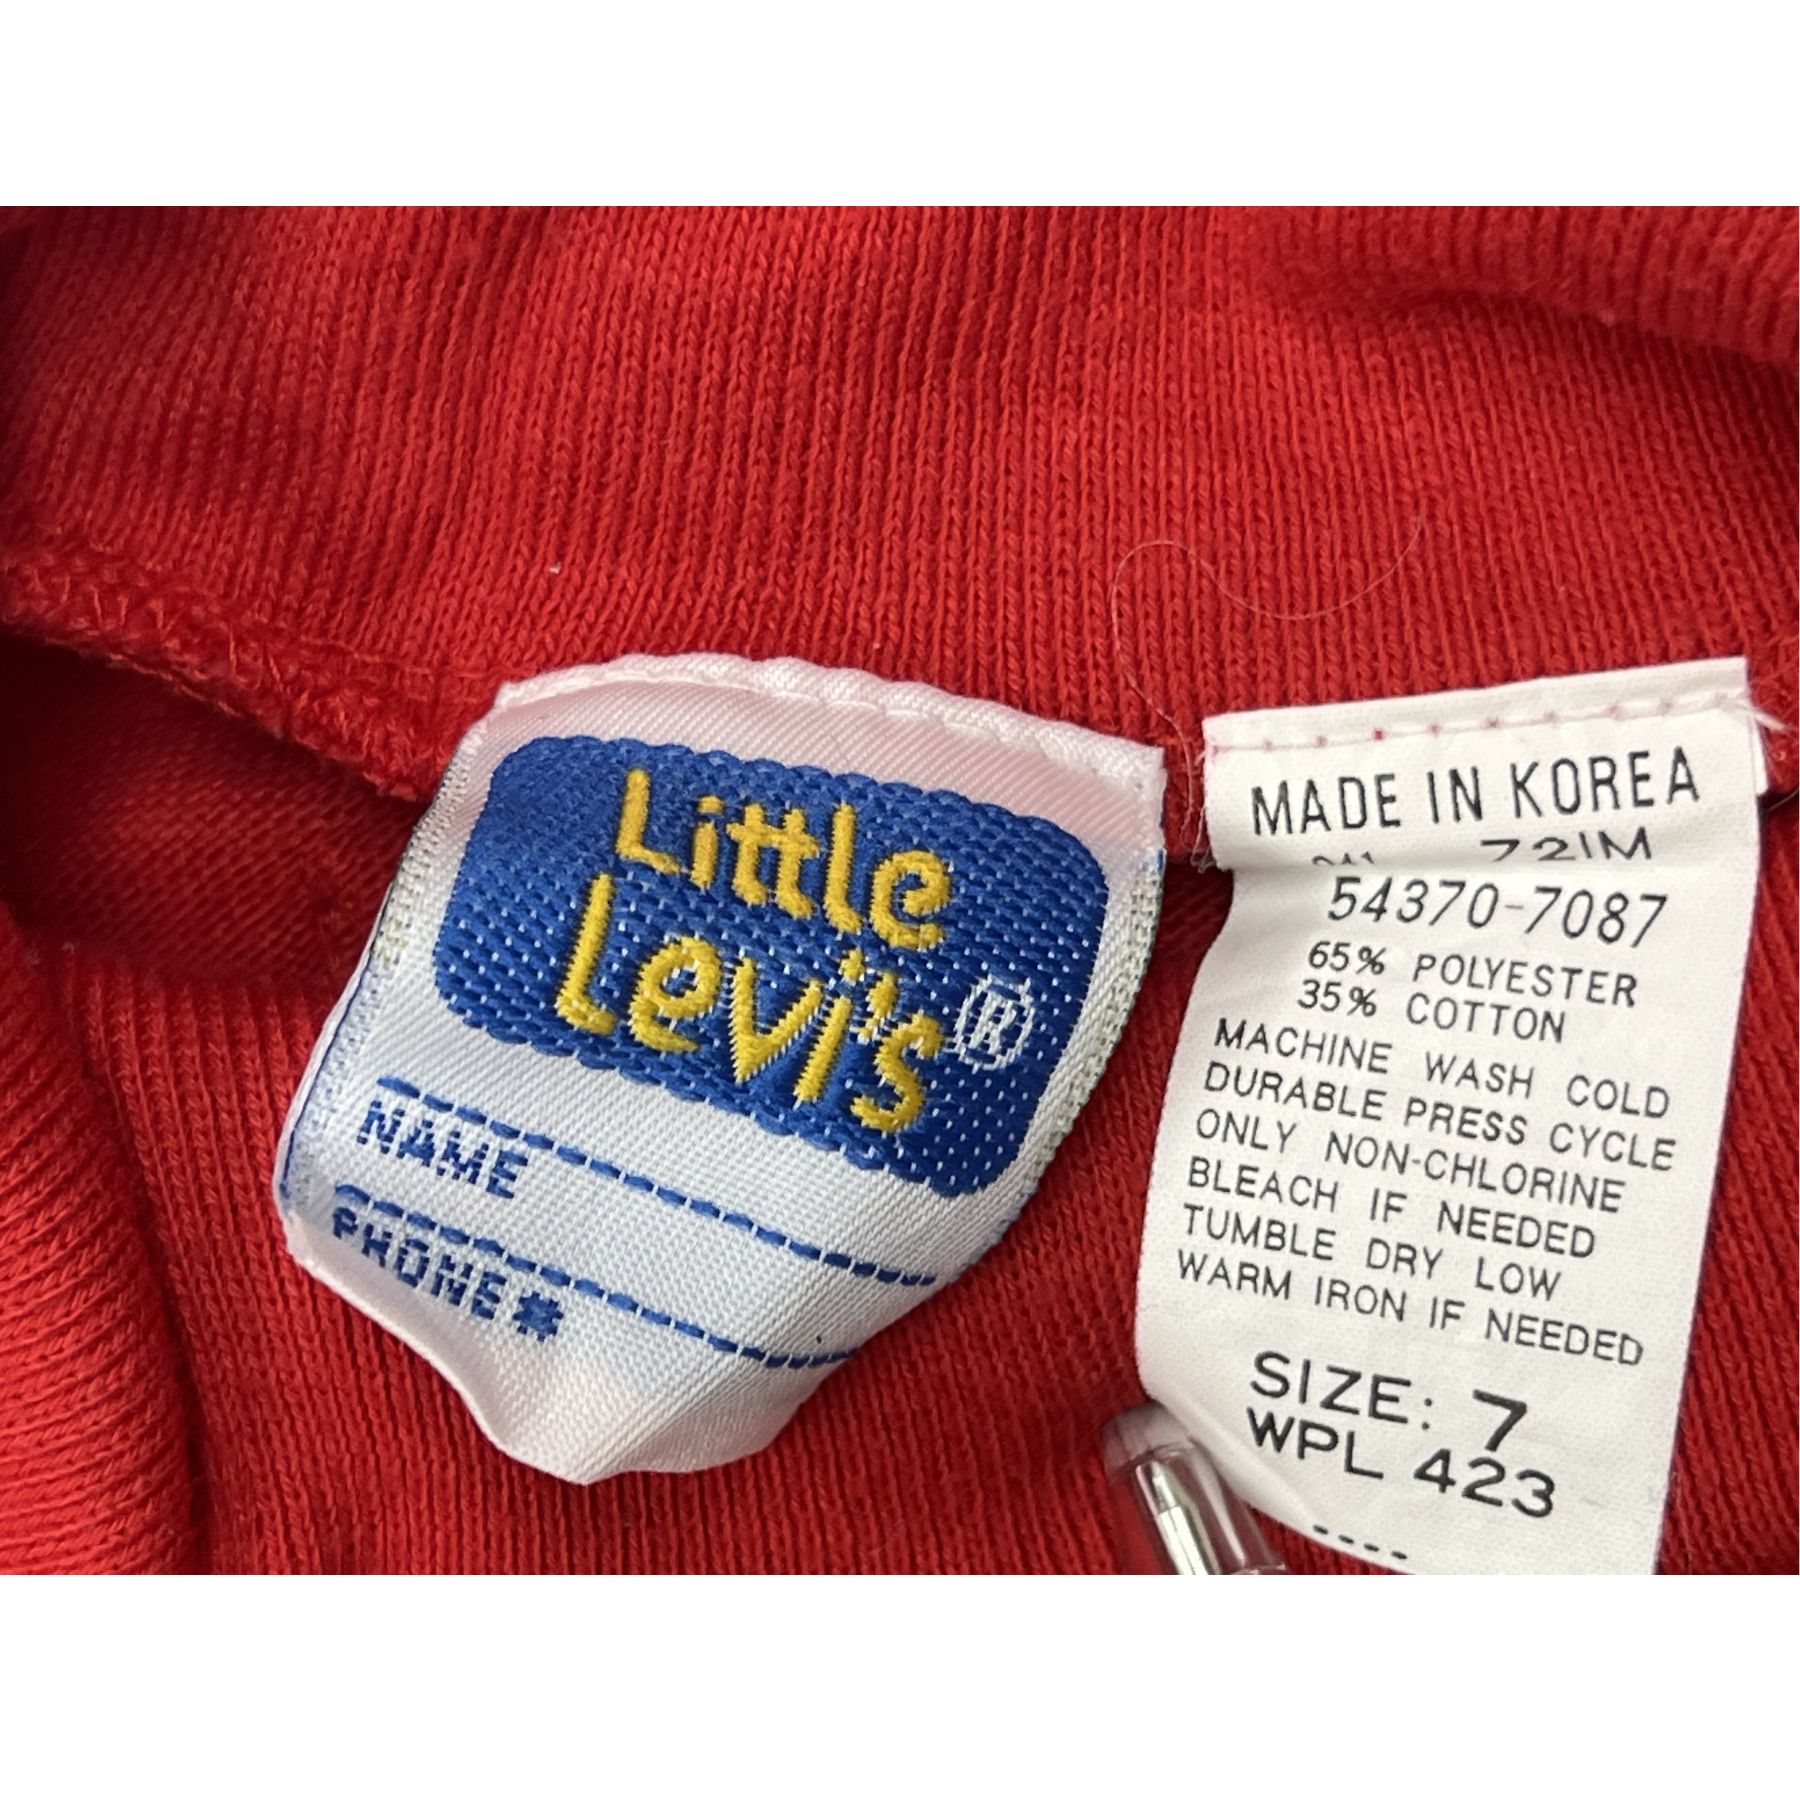 Little
Levi's®
NAME
PHONE#
MADE IN KOREA
721M
54370-7087
65% POLYESTER
35% COTTON
MACHINE WASH COLD
DURABLE PRESS CYCLE
ONLY NON-CHLORINE
BLEACH IF NEEDED
TUMBLE DRY LOW
WARM IRON IF NEEDED
SIZE: 7
WPL 423